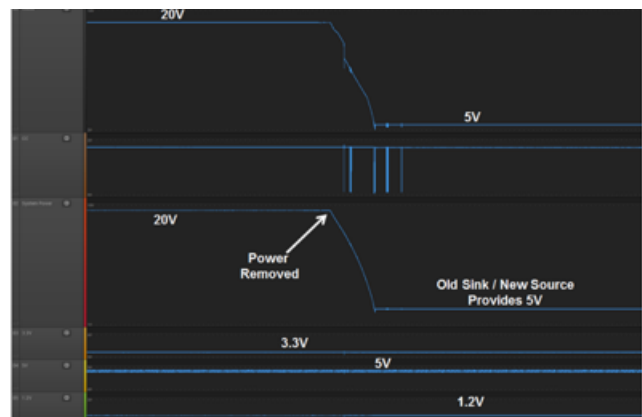 20V
5V
20V
Power
Removed
Old Sink / New Source
Provides 5V
3.3V
5V
1.2V